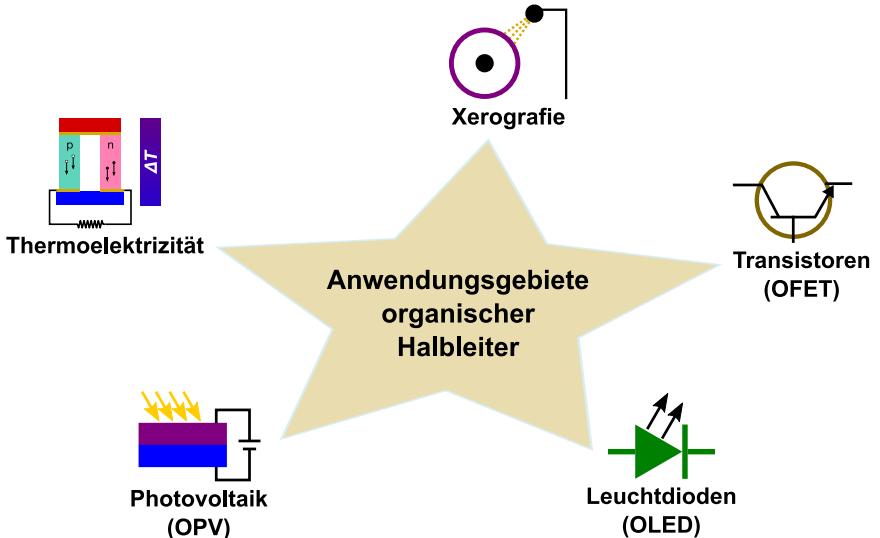 Xerografie
p
n
ΔT
Thermoelektrizität
Transistoren
(OFET)
Anwendungsgebiete
organischer
Halbleiter
Photovoltaik
(OPV)
Leuchtdioden
(OLED)